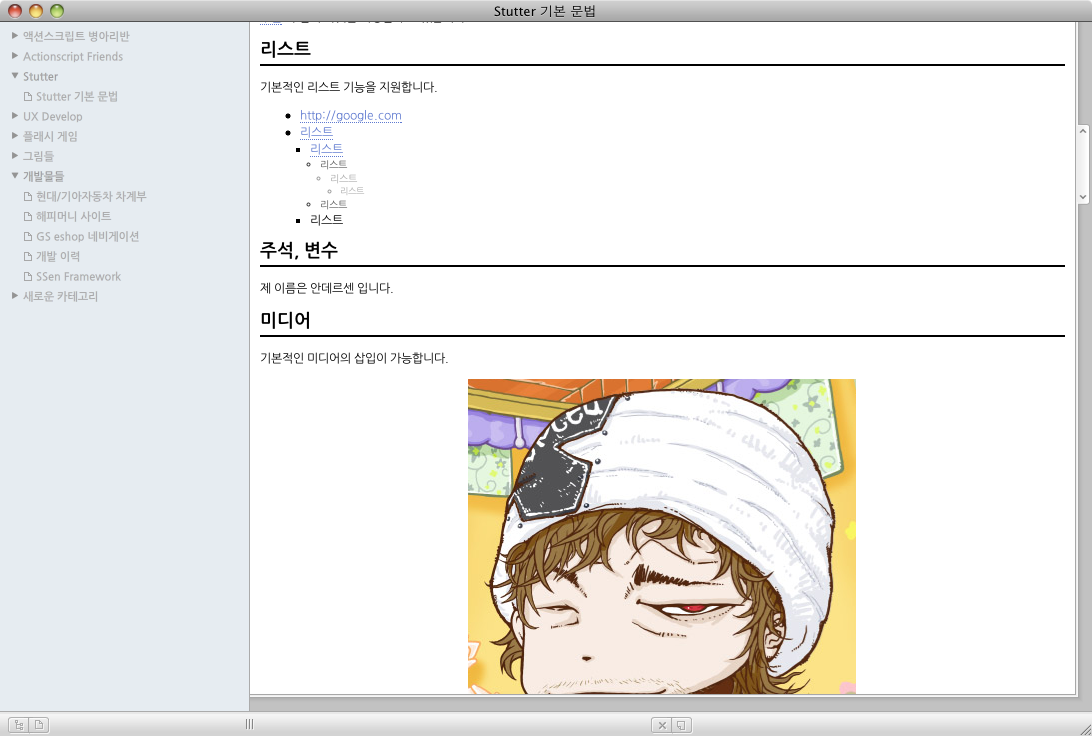 Stutter 기본 문법
액션스크립트 병아리반
Actionscript Friends
Stutter
Stutter 기본 문법
UX Develop
플래시 게임
그림들
개발물들
현대/기아자동차 차계부
해피머니 사이트
GS eshop 네비게이션
개발 이력
SSen Framework
새로운 카테고리
리스트
기본적인 리스트 기능을 지원합니다.
http://google.com
리스트
리스트
리스트
리스트
리스트
리스트
리스트
주석, 변수
제 이름은 안데르센 입니다.
미디어
기본적인 미디어의 삽입이 가능합니다.